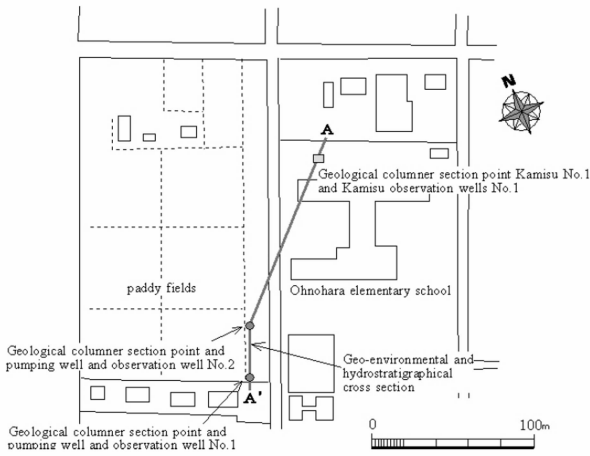 N
A
Geological columner section point Kamisu No.1
and Kamisu observation wells No.1
paddy fields
Ohnohara elementary school
Geological columner section point and
pumping well and observation well No.2
Geo-environmental and
hydrostratigraphical
cross section
A'
Geological columner section point and
pumping well and observation well No.1
0
100m